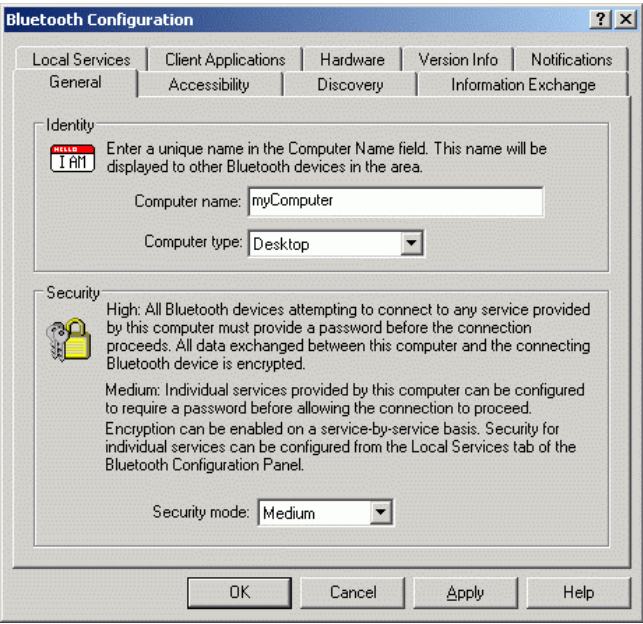 Bluetooth Configuration
Local Services Client Applications Hardware Version Info Notifications
General Accessibility Discovery Information Exchange
Identity
HELLO
I AM
Enter a unique name in the Computer Name field. This name will be
displayed to other Bluetooth devices in the area.
Computer name: myComputer
Computer type: Desktop
Security
High: All Bluetooth devices attempting to connect to any service provided
by this computer must provide a password before the connection
proceeds. All data exchanged between this computer and the connecting
Bluetooth device is encrypted.
Medium: Individual services provided by this computer can be configured
to require a password before allowing the connection to proceed.
Encryption can be enabled on a service-by-service basis. Security for
individual services can be configured from the Local Services tab of the
Bluetooth Configuration Panel.
Security mode: Medium
OK Cancel Apply Help